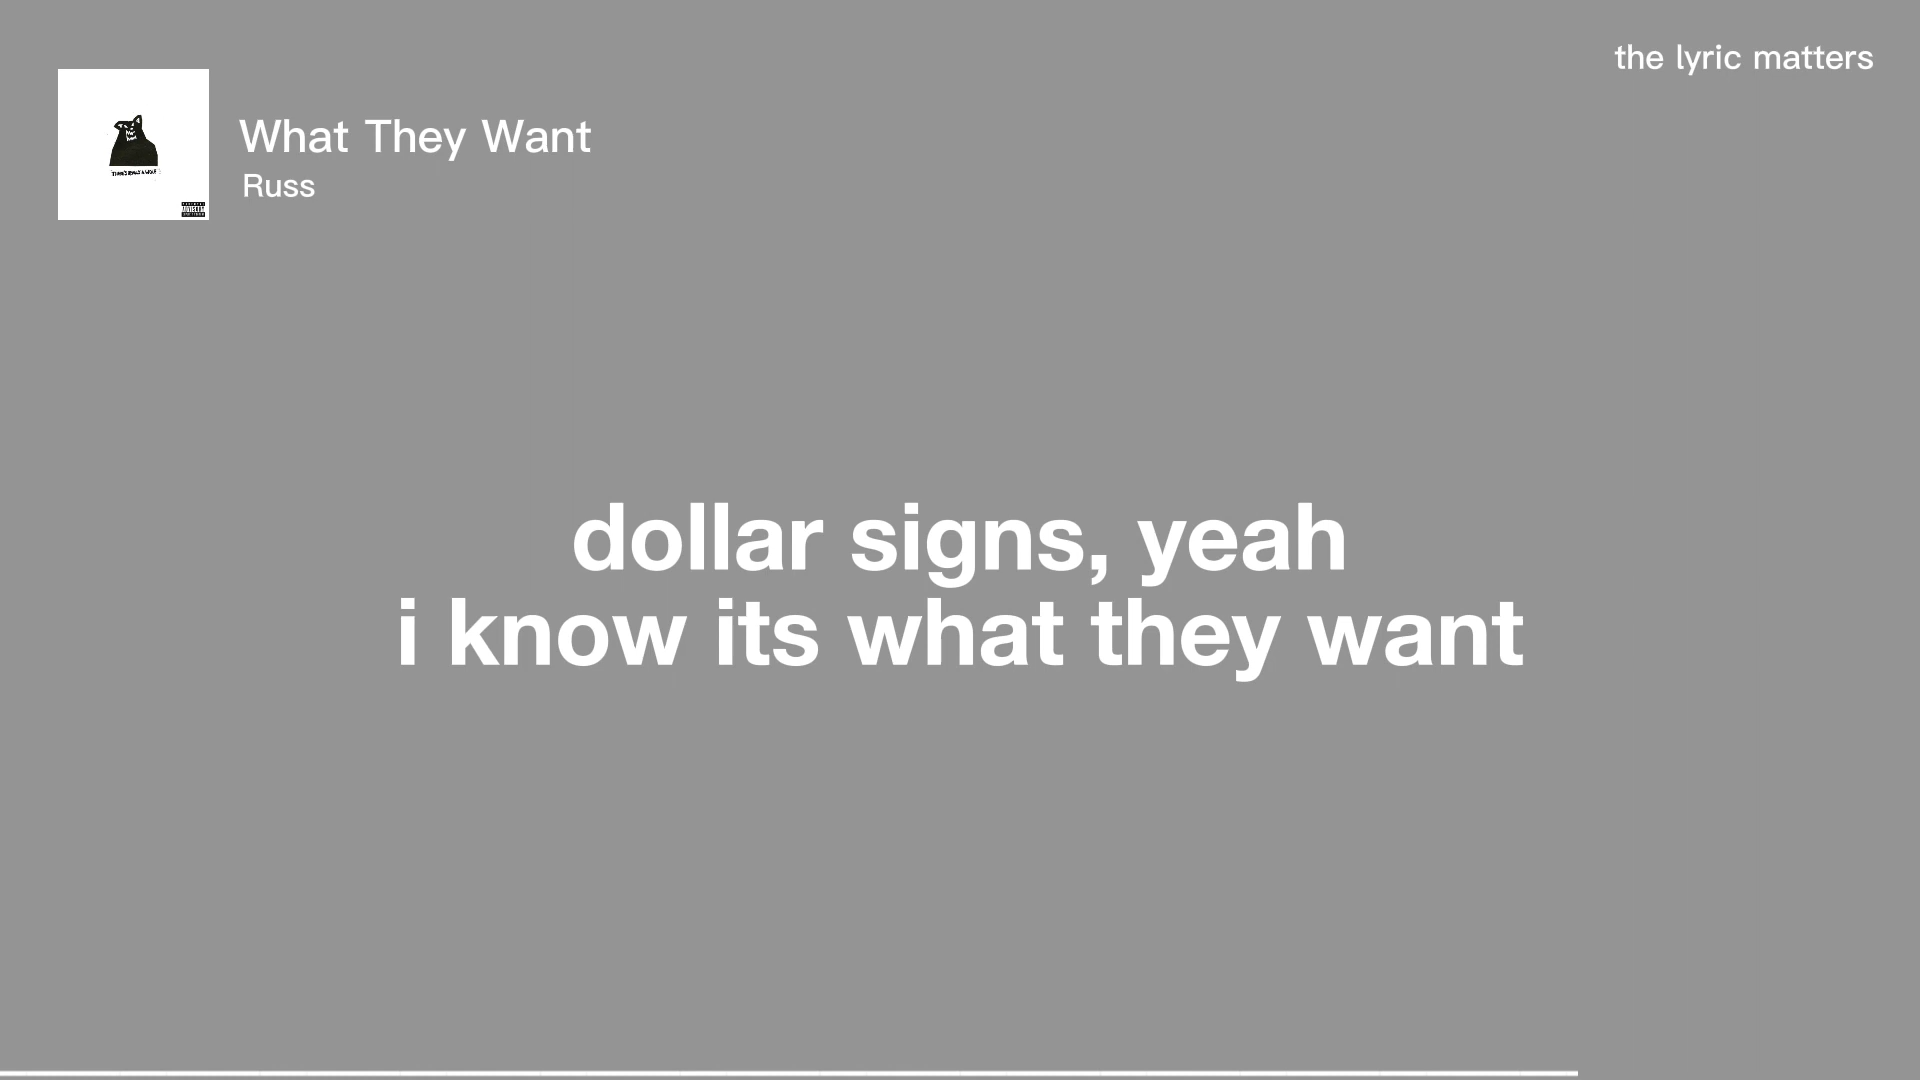 the lyric matters
What They Want
Russ
dollar signs, yeah
i know its what they want